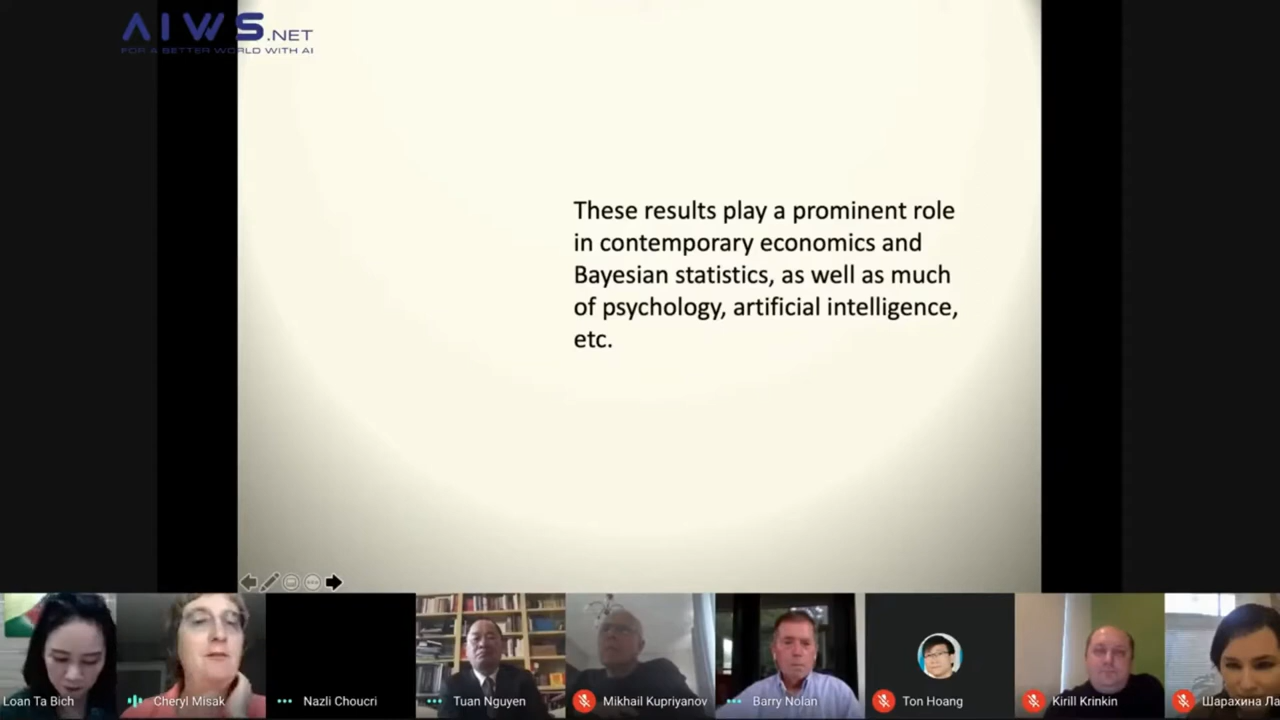 AIWS.NET
FOR A BETTER WORLD WITH AI
These results play a prominent role
in contemporary economics and
Bayesian statistics, as well as much
of psychology, artificial intelligence,
etc.
Loan Ta Bich
Cheryl Misak
Nazli Choucri
Tuan Nguyen
Mikhail Kupriyanov
Barry Nolan
Ton Hoang
Kirill Krinkin
Шарахина Ла